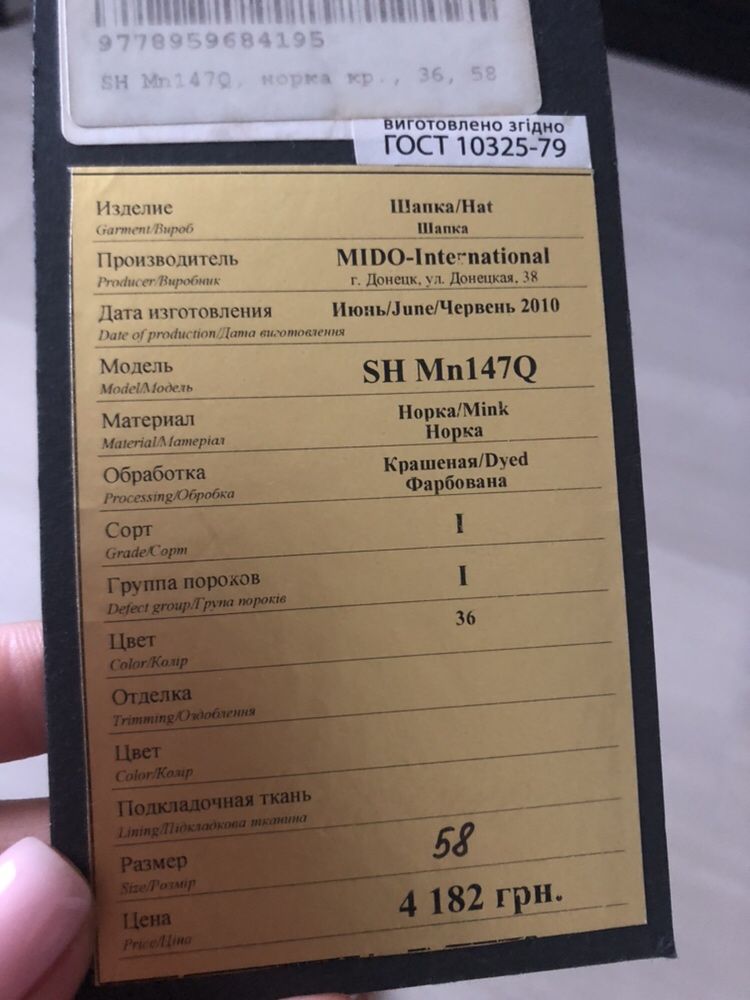 9778959684195
SH Mn147Q, норка кр., 36, 58
виготовлено згідно
ГОСТ 10325-79
Изделие Шапка/Hat
Garment/Виріб Шапка
Производитель MIDO-International
Producer/Виробник г. Донецк, ул. Донецкая, 38
Дата изготовления Июнь/June/Червень 2010
Date of production/Дата виготовлення
Модель SH Mn147Q
Model/Модель
Материал Норка/Mink
Material/Матеріал Норка
Обработка Крашеная/Dyed
Processing/Обробка Фарбована
Сорт I
Grade/Сорт
Группа пороков I
Defect group/Група пороків
Цвет 36
Color/Колір
Отделка
Trimming/Оздоблення
Цвет
Color/Колір
Подкладочная ткань
Lining/Підкладкова тканина
Размер 58
Size/Розмір
Цена 4 182 грн.
Price/Ціна